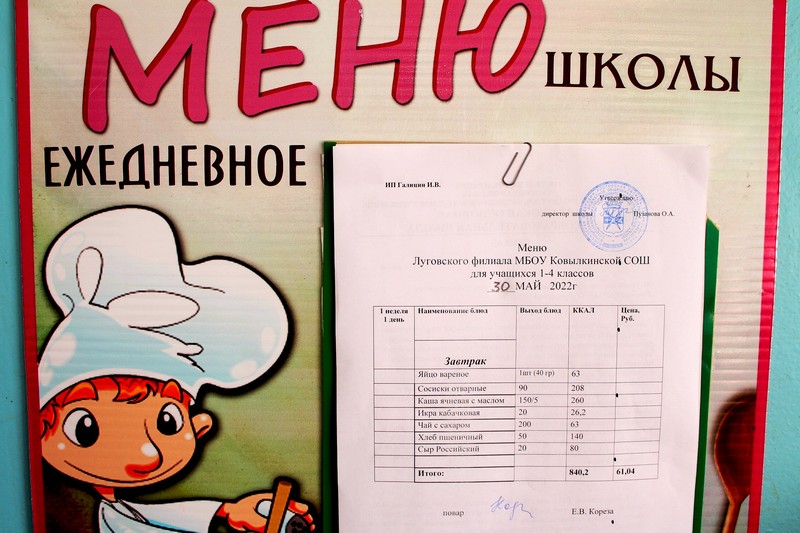 МЕНЮ
ШКОЛЫ
ЕЖЕДНЕВНОЕ
ИП Галицин И.В.
Утверждаю
директор школы Пузанова О.А.
Меню
Луговского филиала МБОУ Ковылкинской СОШ
для учащихся 1-4 классов
30 МАЙ 2022г
1 неделя 1 день Наименование блюд Выход блюд ККАЛ Цена, Руб.
Завтрак
Яйцо вареное 1шт (40 гр) 63
Сосиски отварные 90 208
Каша ячневая с маслом 150/5 260
Икра кабачковая 20 26,2
Чай с сахаром 200 63
Хлеб пшеничный 50 140
Сыр Российский 20 80
Итого: 840,2 61,04
повар Е.В. Кореза